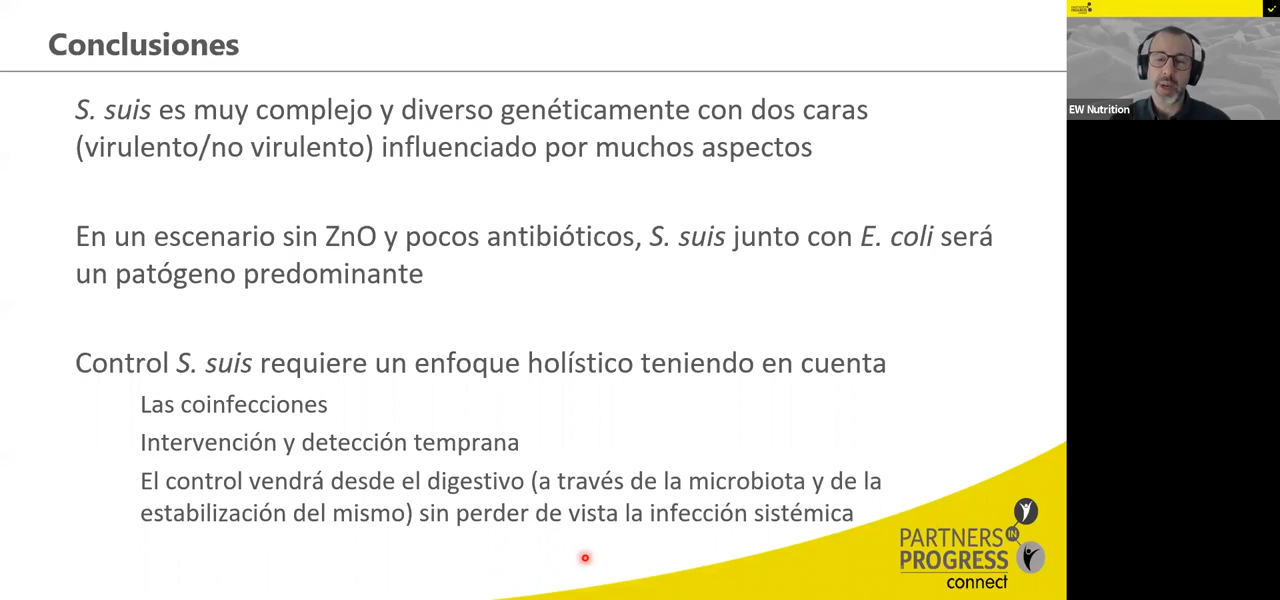 Conclusiones
S. suis es muy complejo y diverso genéticamente con dos caras
(virulento/no virulento) influenciado por muchos aspectos
En un escenario sin ZnO y pocos antibióticos, S. suis junto con E. coli será
un patógeno predominante
Control S. suis requiere un enfoque holístico teniendo en cuenta
Las coinfecciones
Intervención y detección temprana
El control vendrá desde el digestivo (a través de la microbiota y de la
estabilización del mismo) sin perder de vista la infección sistémica
PARTNERS
IN
PROGRESS
connect
EW Nutrition